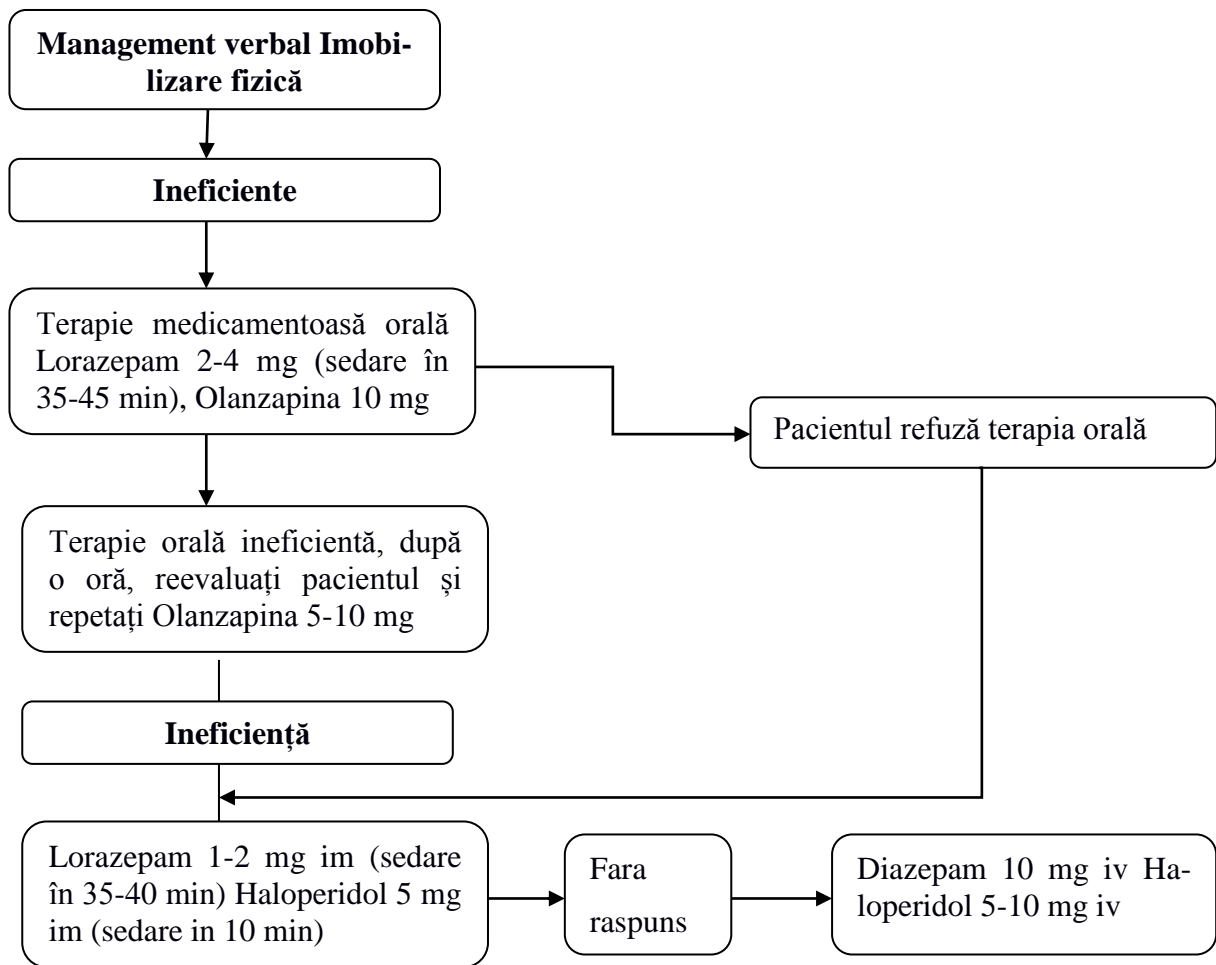 Management verbal Imobi-
lizare fizică
Ineficiente
Terapie medicamentoasă orală
Lorazepam 2-4 mg (sedare în
35-45 min), Olanzapina 10 mg
Pacientul refuză terapia orală
Terapie orală ineficientă, după
o oră, reevaluați pacientul și
repetați Olanzapina 5-10 mg
Ineficiență
Lorazepam 1-2 mg im (sedare
în 35-40 min) Haloperidol 5 mg
im (sedare in 10 min)
Fara
raspuns
Diazepam 10 mg iv Ha-
loperidol 5-10 mg iv